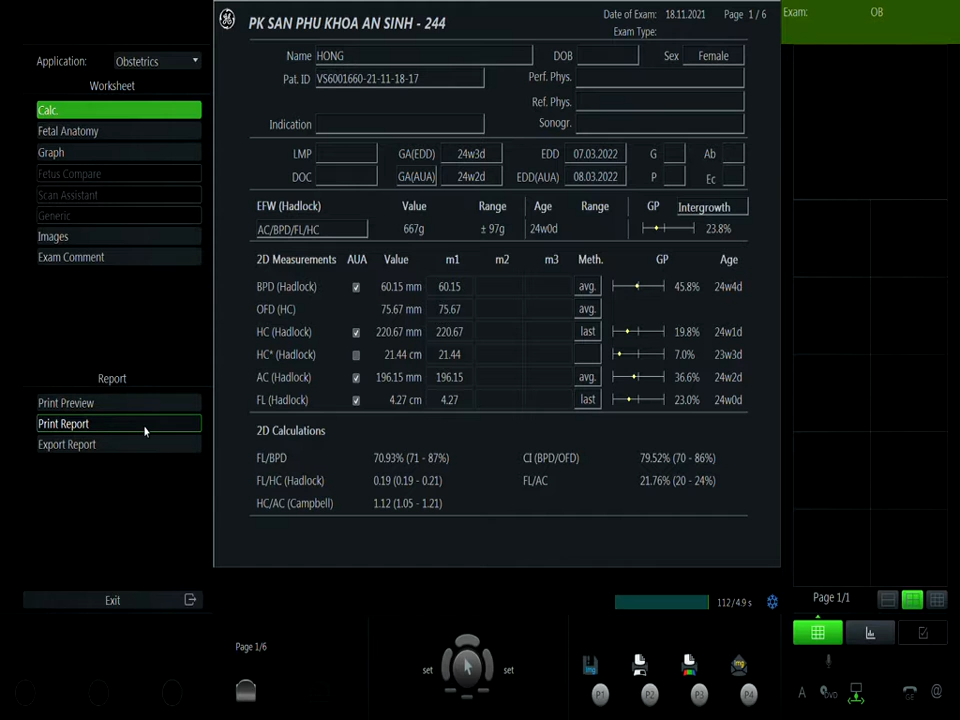 PK SAN PHU KHOA AN SINH - 244
Date of Exam: 18.11.2021 Page 1 / 6
Exam Type:
Exam: OB
Application: Obstetrics
Worksheet
Calc.
Fetal Anatomy
Graph
Fetus Compare
Scan Assistant
Generic
Images
Exam Comment
Report
Print Preview
Print Report
Export Report
Exit
Name HONG DOB Sex Female
Pat. ID VS6001660-21-11-18-17 Perf. Phys.
Ref. Phys.
Indication Sonogr.
LMP GA(EDD) 24w3d EDD 07.03.2022 G Ab
DOC GA(AUA) 24w2d EDD(AUA) 08.03.2022 P Ec
EFW (Hadlock) Value Range Age Range GP Intergrowth
AC/BPD/FL/HC 667g ± 97g 24w0d 23.8%
2D Measurements AUA Value m1 m2 m3 Meth. GP Age
BPD (Hadlock) 60.15 mm 60.15 avg. 45.8% 24w4d
OFD (HC) 75.67 mm 75.67 avg.
HC (Hadlock) 220.67 mm 220.67 last 19.8% 24w1d
HC* (Hadlock) 21.44 cm 21.44 7.0% 23w3d
AC (Hadlock) 196.15 mm 196.15 avg. 36.6% 24w2d
FL (Hadlock) 4.27 cm 4.27 last 23.0% 24w0d
2D Calculations
FL/BPD 70.93% (71 - 87%) CI (BPD/OFD) 79.52% (70 - 86%)
FL/HC (Hadlock) 0.19 (0.19 - 0.21) FL/AC 21.76% (20 - 24%)
HC/AC (Campbell) 1.12 (1.05 - 1.21)
112/4.9 s
Page 1/1
Page 1/6
set set
P1 P2 P3 P4
A DVD @